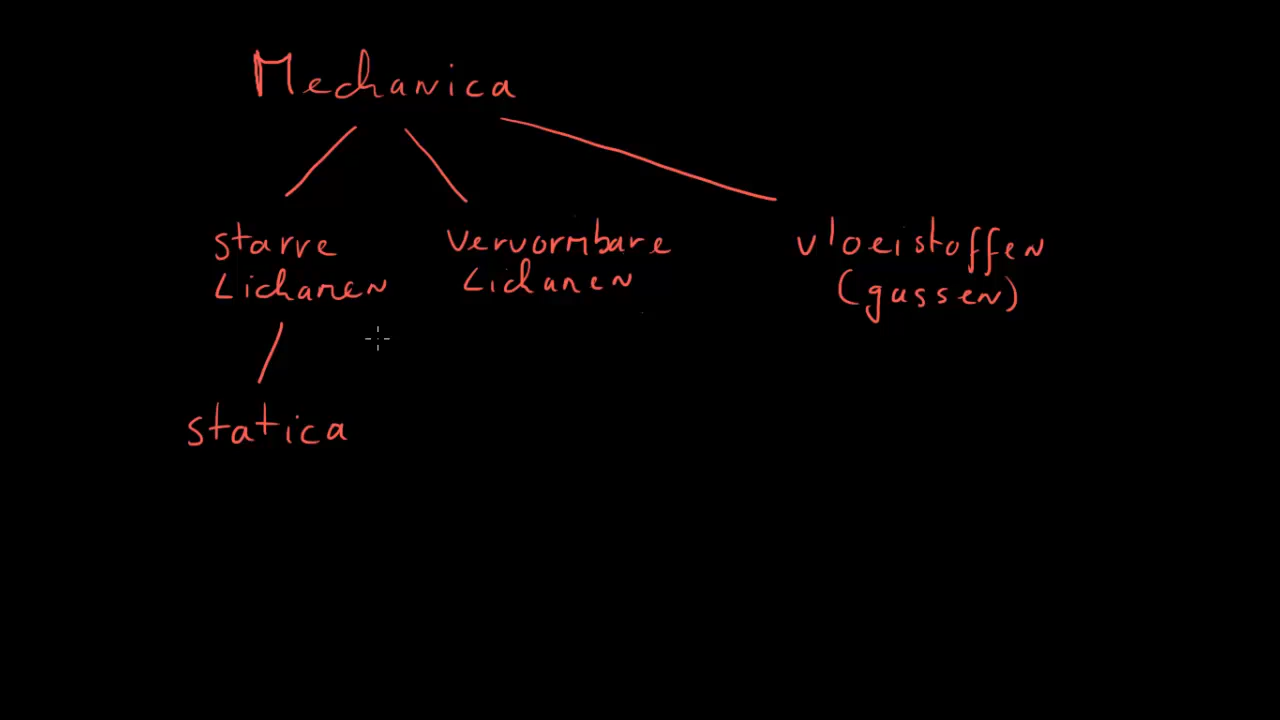 Mechanica
starre
Lichamen
vervormbare
Lichamen
vloeistoffen
(gassen)
statica